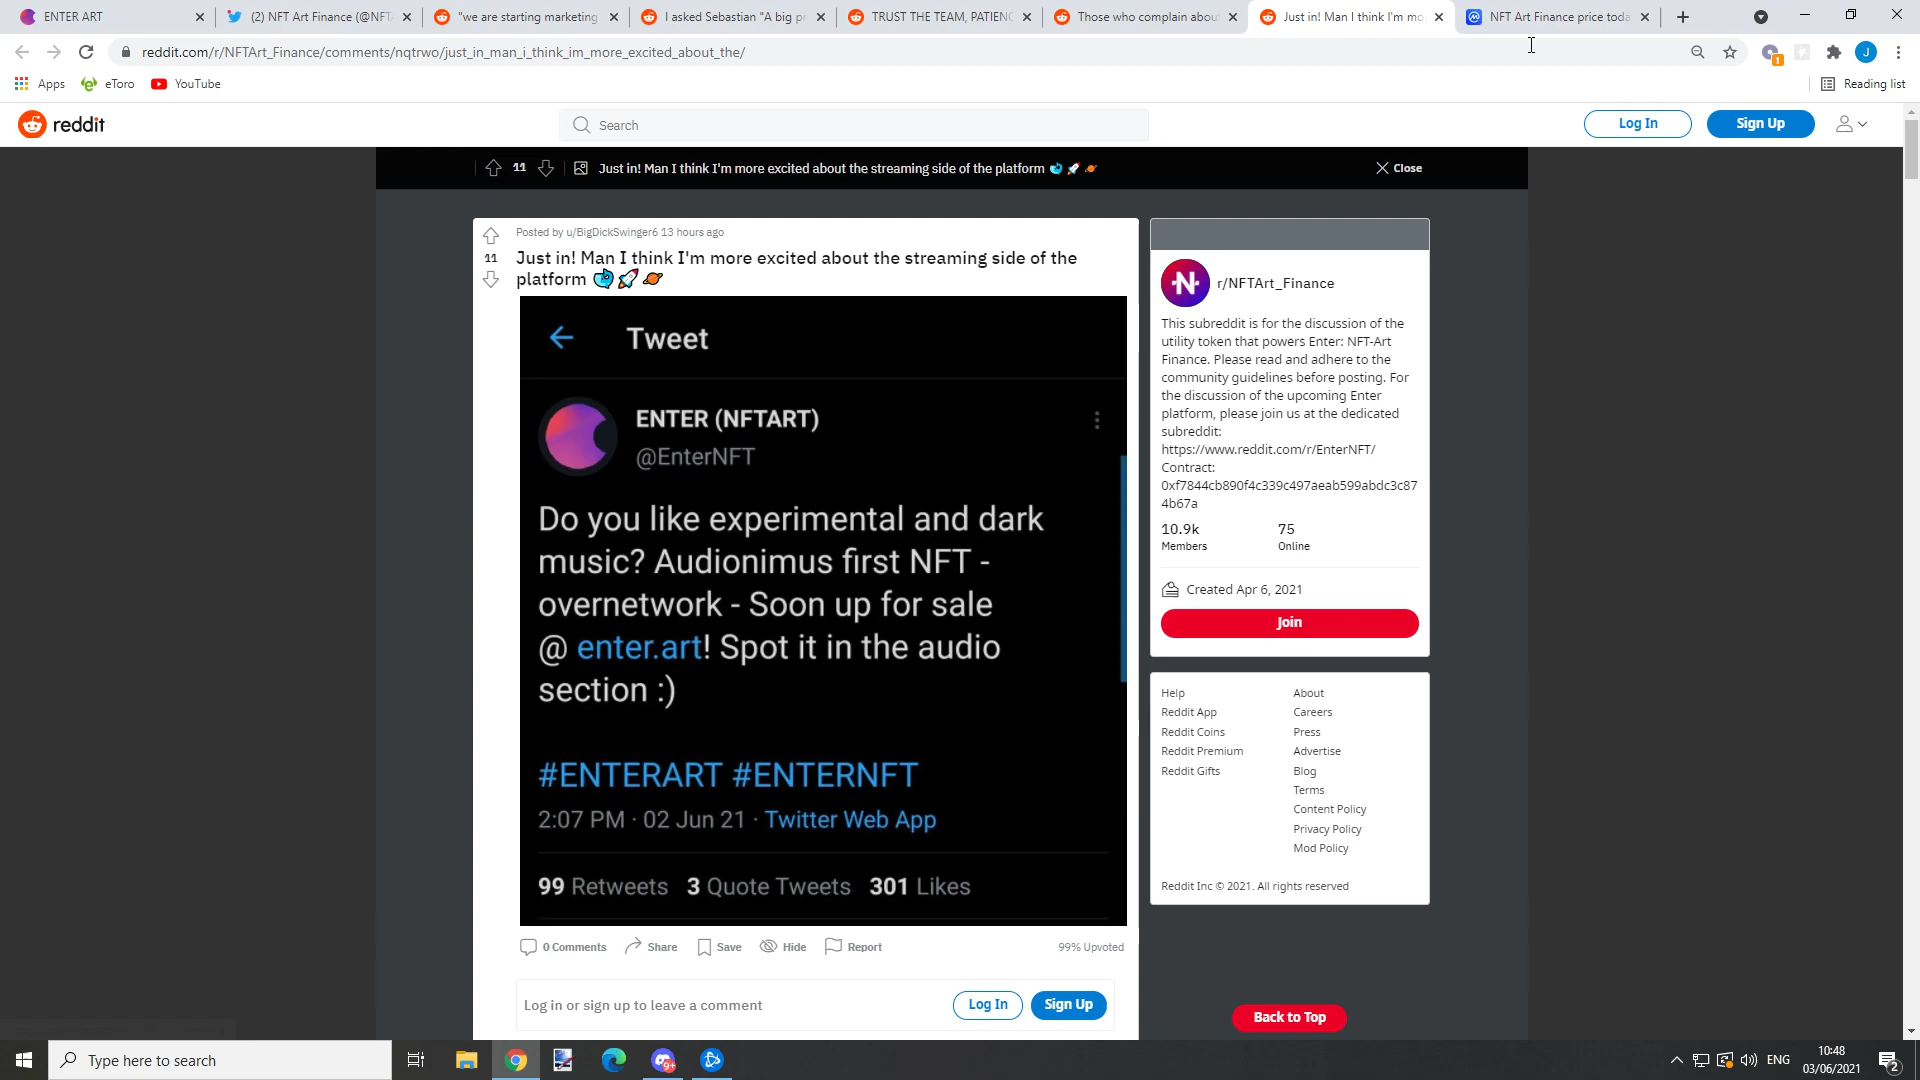 ENTER ART
(2) NFT Art Finance (@NFT
"we are starting marketing
I asked Sebastian "A big p
TRUST THE TEAM, PATIENC
Those who complain abou
Just in! Man I think I'm mo
NFT Art Finance price toda
reddit.com/r/NFTArt_Finance/comments/nqtrwo/just_in_man_i_think_im_more_excited_about_the/
1
J
Apps
eToro
YouTube
Reading list
reddit
Search
Log In
Sign Up
11
Just in! Man I think I'm more excited about the streaming side of the platform
Close
Posted by u/BigDickSwinger6 13 hours ago
11
Just in! Man I think I'm more excited about the streaming side of the
platform
Tweet
ENTER (NFTART)
@EnterNFT
Do you like experimental and dark
music? Audionimus first NFT -
overnetwork - Soon up for sale
@ enter.art! Spot it in the audio
section :)
#ENTERART #ENTERNFT
2:07 PM · 02 Jun 21 · Twitter Web App
99 Retweets 3 Quote Tweets 301 Likes
0 Comments
Share
Save
Hide
Report
99% Upvoted
Log in or sign up to leave a comment
Log In
Sign Up
r/NFTArt_Finance
This subreddit is for the discussion of the
utility token that powers Enter: NFT-Art
Finance. Please read and adhere to the
community guidelines before posting. For
the discussion of the upcoming Enter
platform, please join us at the dedicated
subreddit:
https://www.reddit.com/r/EnterNFT/
Contract:
0xf7844cb890f4c339c497aeab599abdc3c87
4b67a
10.9k
75
Members
Online
Created Apr 6, 2021
Join
Help
About
Reddit App
Careers
Reddit Coins
Press
Reddit Premium
Advertise
Reddit Gifts
Blog
Terms
Content Policy
Privacy Policy
Mod Policy
Reddit Inc © 2021. All rights reserved
Back to Top
Type here to search
9+
ENG
10:48
03/06/2021
2